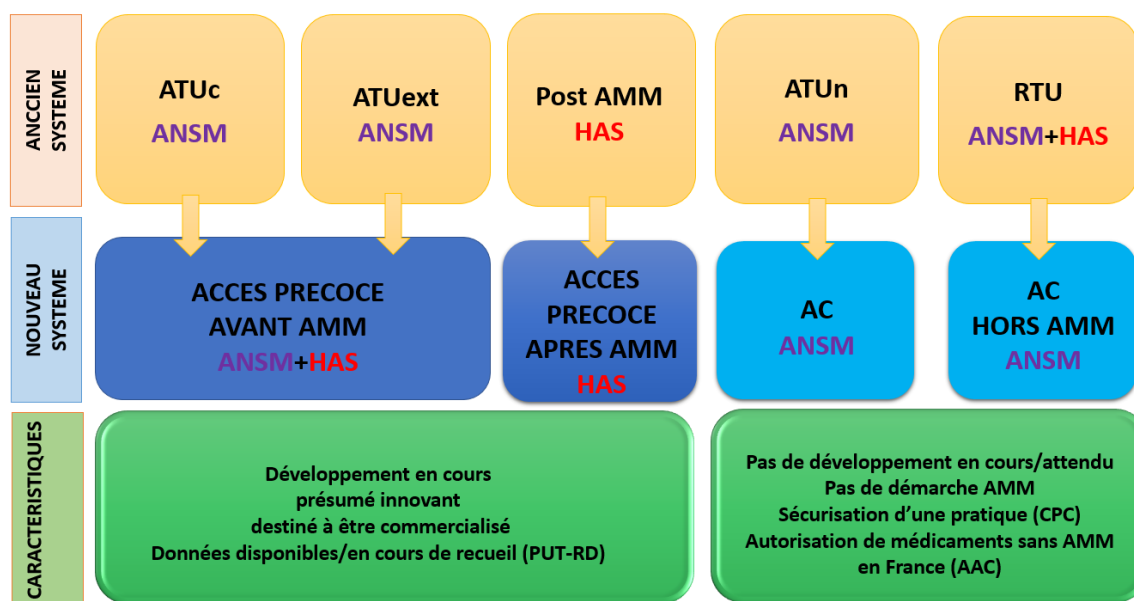 ANCCIEN
SYSTEME
ATUc
ANSM
ATUext
ANSM
Post AMM
HAS
ATUn
ANSM
RTU
ANSM+HAS
NOUVEAU
SYSTEME
ACCES PRECOCE
AVANT AMM
ANSM+HAS
ACCES
PRECOCE
APRES AMM
HAS
AC
ANSM
AC
HORS AMM
ANSM
CARACTERISTIQUES
Développement en cours
présumé innovant
destiné à être commercialisé
Données disponibles/en cours de recueil (PUT-RD)
Pas de développement en cours/attendu
Pas de démarche AMM
Sécurisation d’une pratique (CPC)
Autorisation de médicaments sans AMM
en France (AAC)